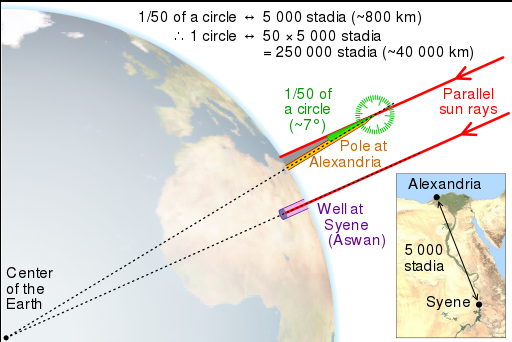 1/50 of a circle ↔ 5 000 stadia (~800 km)
∴ 1 circle ↔ 50 × 5 000 stadia
= 250 000 stadia (~40 000 km)
1/50 of
a circle
(~7°)
Parallel
sun rays
Pole at
Alexandria
Well at
Syene
(Aswan)
Center
of the
Earth
Alexandria
5 000
stadia
Syene